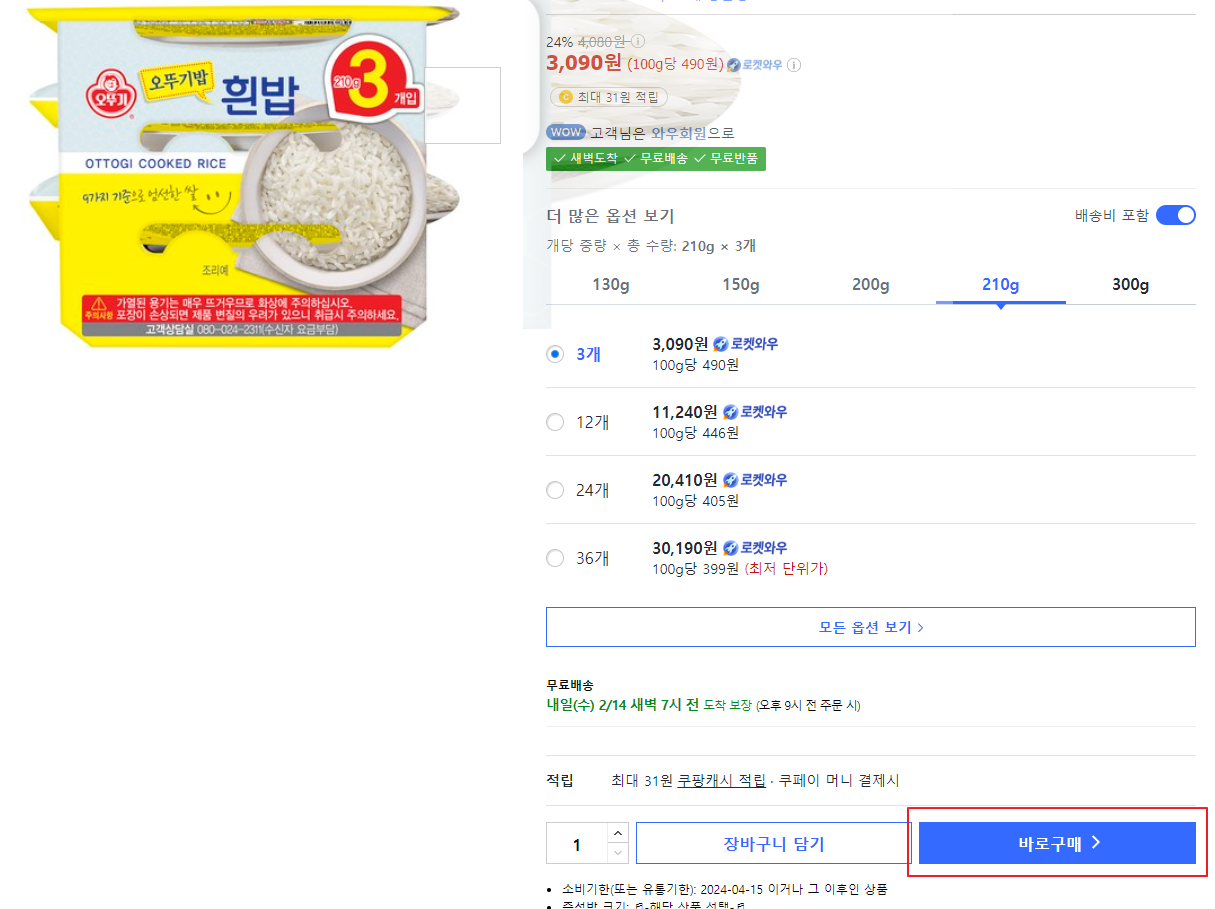 오뚜기
오뚜기밥
흰밥
210g 3개입
OTTOGI COOKED RICE
9가지 기준으로 엄선한 쌀
조리예
주의사항
가열된 용기는 매우 뜨거우므로 화상에 주의하십시오.
포장이 손상되면 제품 변질의 우려가 있으니 취급시 주의하세요.
고객상담실 080-024-2311(수신자 요금부담)
24% 4,080원
3,090원 (100g당 490원) 로켓와우
최대 31원 적립
WOW 고객님은 와우회원으로
새벽도착 무료배송 무료반품
더 많은 옵션 보기 배송비 포함
개당 중량 × 총 수량: 210g × 3개
130g 150g 200g 210g 300g
3개 3,090원 로켓와우
100g당 490원
12개 11,240원 로켓와우
100g당 446원
24개 20,410원 로켓와우
100g당 405원
36개 30,190원 로켓와우
100g당 399원 (최저 단위가)
모든 옵션 보기
무료배송
내일(수) 2/14 새벽 7시 전 도착 보장 (오후 9시 전 주문 시)
적립 최대 31원 쿠팡캐시 적립 · 쿠페이 머니 결제시
1 장바구니 담기 바로구매
소비기한(또는 유통기한): 2024-04-15 이거나 그 이후인 상품